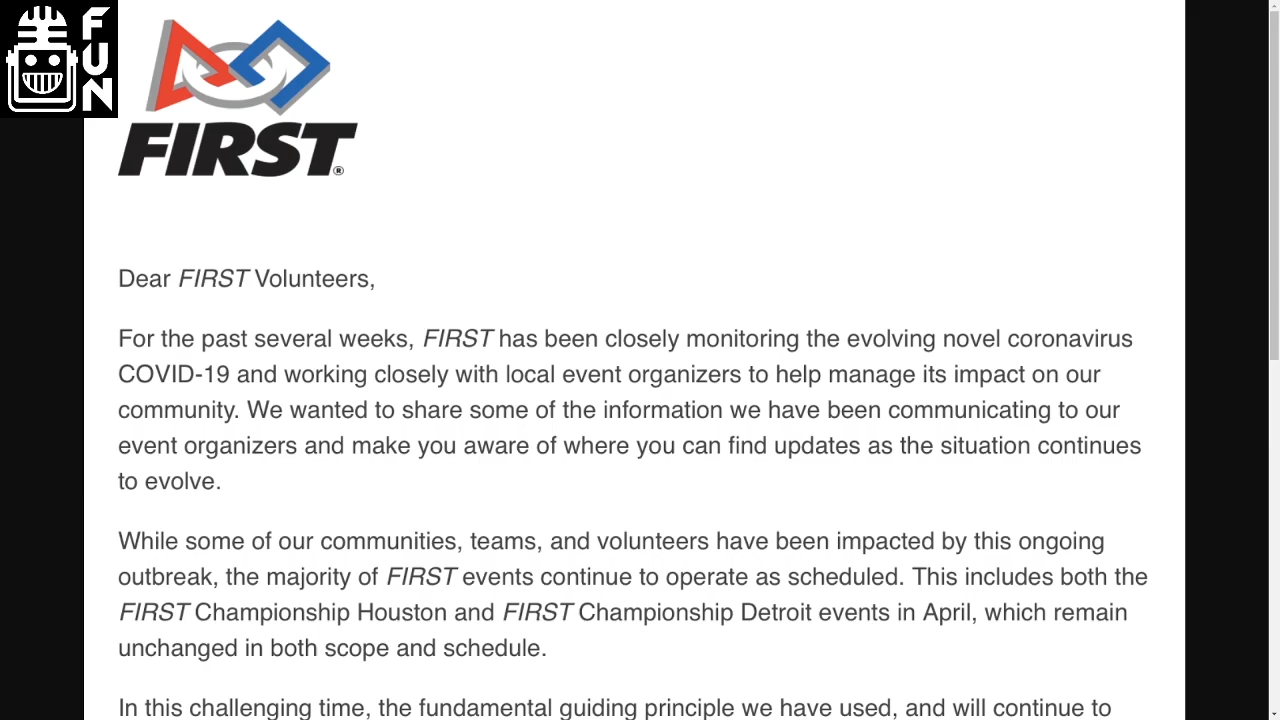 FUN
FIRST®
Dear FIRST Volunteers,
For the past several weeks, FIRST has been closely monitoring the evolving novel coronavirus
COVID-19 and working closely with local event organizers to help manage its impact on our
community. We wanted to share some of the information we have been communicating to our
event organizers and make you aware of where you can find updates as the situation continues
to evolve.
While some of our communities, teams, and volunteers have been impacted by this ongoing
outbreak, the majority of FIRST events continue to operate as scheduled. This includes both the
FIRST Championship Houston and FIRST Championship Detroit events in April, which remain
unchanged in both scope and schedule.
In this challenging time, the fundamental guiding principle we have used, and will continue to